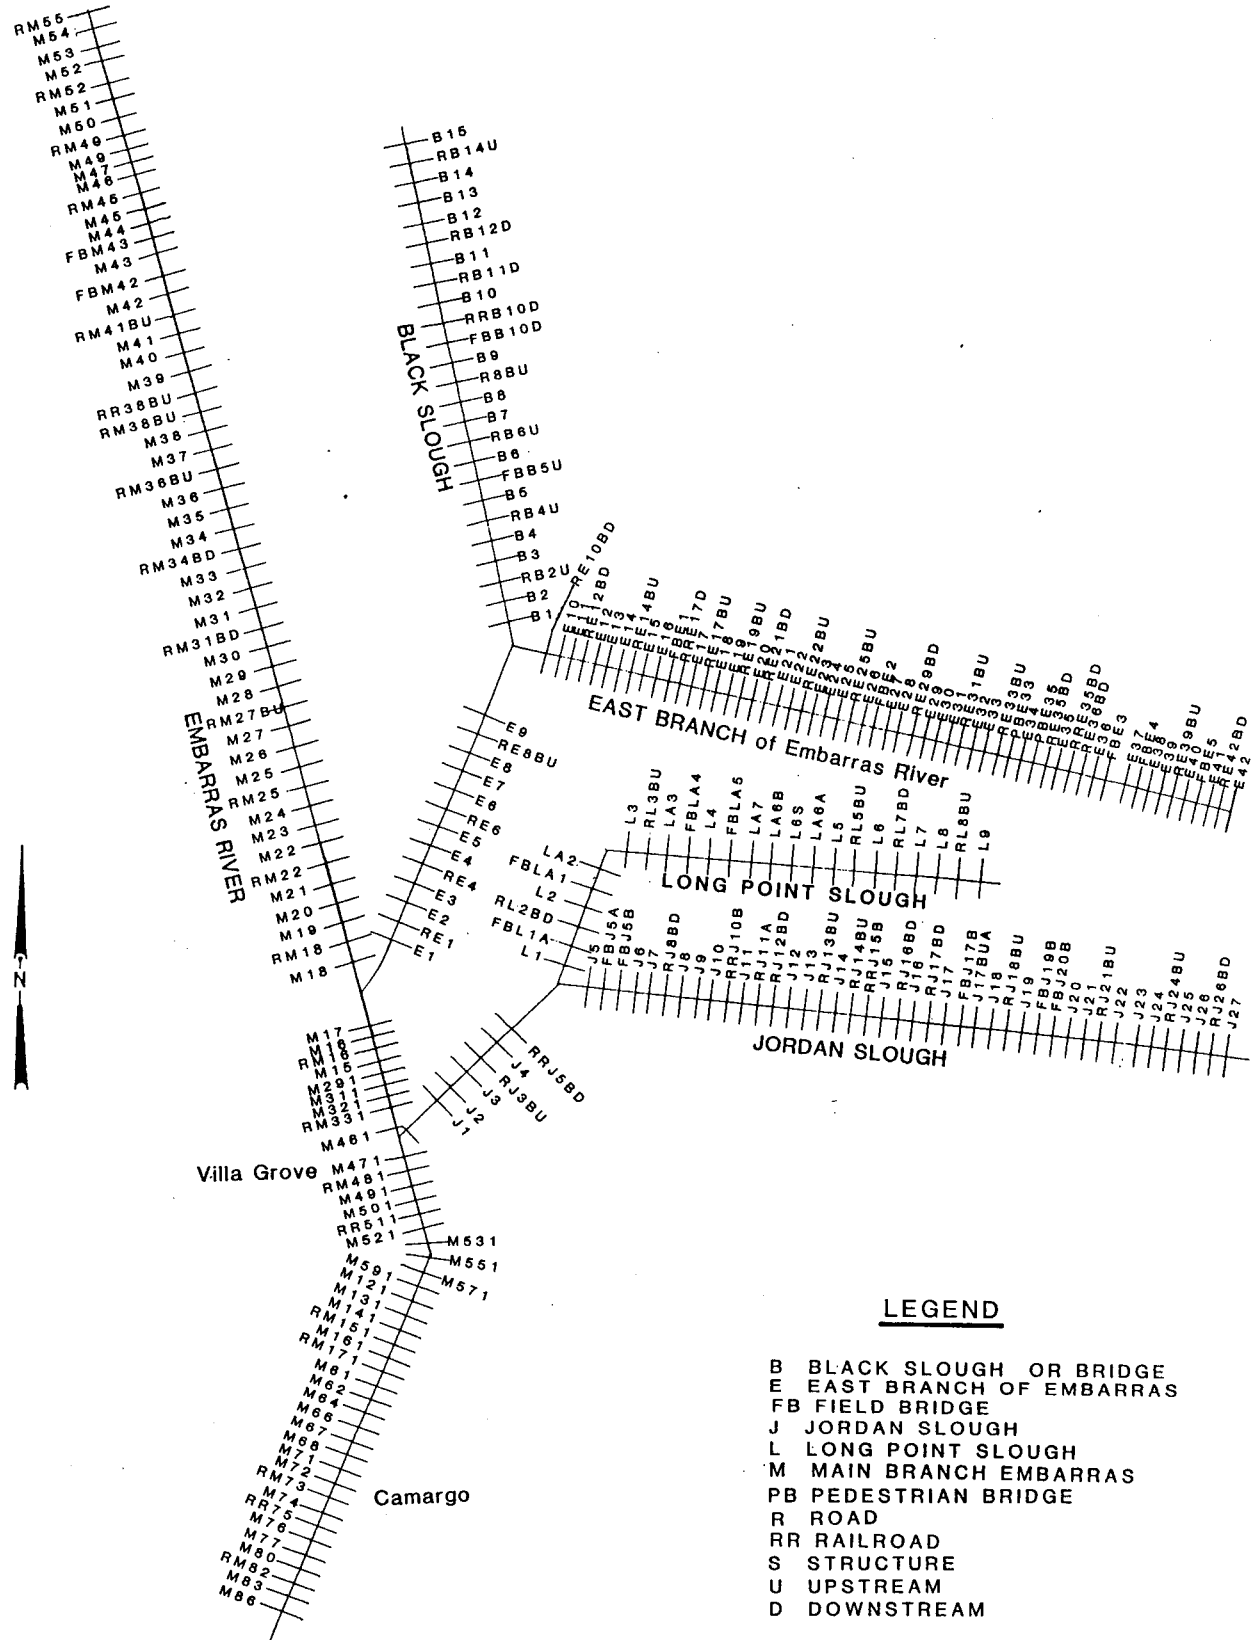 RM55
M54
M53
M52
RM52
M51
M50
RM49
M49
M47
M46
RM45
M45
M44
FBM43
M43
FBM42
M42
RM41BU
M41
M40
M39
RR38BU
RM38BU
M38
M37
RM36BU
M36
M35
M34
RM34BD
M33
M32
M31
RM31BD
M30
M29
M28
RM27BU
M27
M26
M25
RM25
M24
M23
M22
RM22
M21
M20
M19
RM18
M18
EMBARRAS RIVER
B15
RB14U
B14
B13
B12
RB12D
B11
RB11D
B10
RRB10D
FBB10D
B9
R8BU
B8
B7
RB6U
B6
FBB5U
B5
RB4U
B4
B3
RB2U
B2
B1
BLACK SLOUGH
RE10BD
EAST BRANCH of Embarras River
E9
RE8BU
E8
E7
E6
RE6
E5
E4
RE4
E3
E2
RE1
E1
LA2
FBLA1
L2
RL2BD
FBL1A
L1
L3
RL3BU
LA3
FBLA4
L4
FBLA5
LA7
LA6B
L6S
LA6A
L5
RL5BU
L6
RL7BD
L7
L8
RL8BU
L9
LONG POINT SLOUGH
J5
FBJ5A
FBJ5B
J6
J7
RJ8BD
J8
J9
J10
RRJ10B
J11
RJ11A
RJ12BD
J12
J13
RJ13BU
J14
RJ14BU
RRJ15B
J15
RJ16BD
J16
RJ17BD
J17
FBJ17B
J17BUA
J18
RJ18BU
J19
FBJ19B
FBJ20B
J20
J21
RJ21BU
J22
J23
J24
RJ24BU
J25
J26
RJ26BD
J27
JORDAN SLOUGH
RRJ5BD
J4
RJ3BU
J3
J2
J1
M17
M16
RM16
M15
M291
M311
M321
RM331
M461
Villa Grove
M471
RM481
M491
M501
RR511
M521
M531
M551
M571
M591
M121
M131
M141
RM151
M161
RM171
M61
M62
M64
M66
M67
M68
M71
M72
RM73
M74
RR75
M76
M77
M80
RM82
M83
M86
Camargo
N
LEGEND
B BLACK SLOUGH OR BRIDGE
E EAST BRANCH OF EMBARRAS
FB FIELD BRIDGE
J JORDAN SLOUGH
L LONG POINT SLOUGH
M MAIN BRANCH EMBARRAS
PB PEDESTRIAN BRIDGE
R ROAD
RR RAILROAD
S STRUCTURE
U UPSTREAM
D DOWNSTREAM